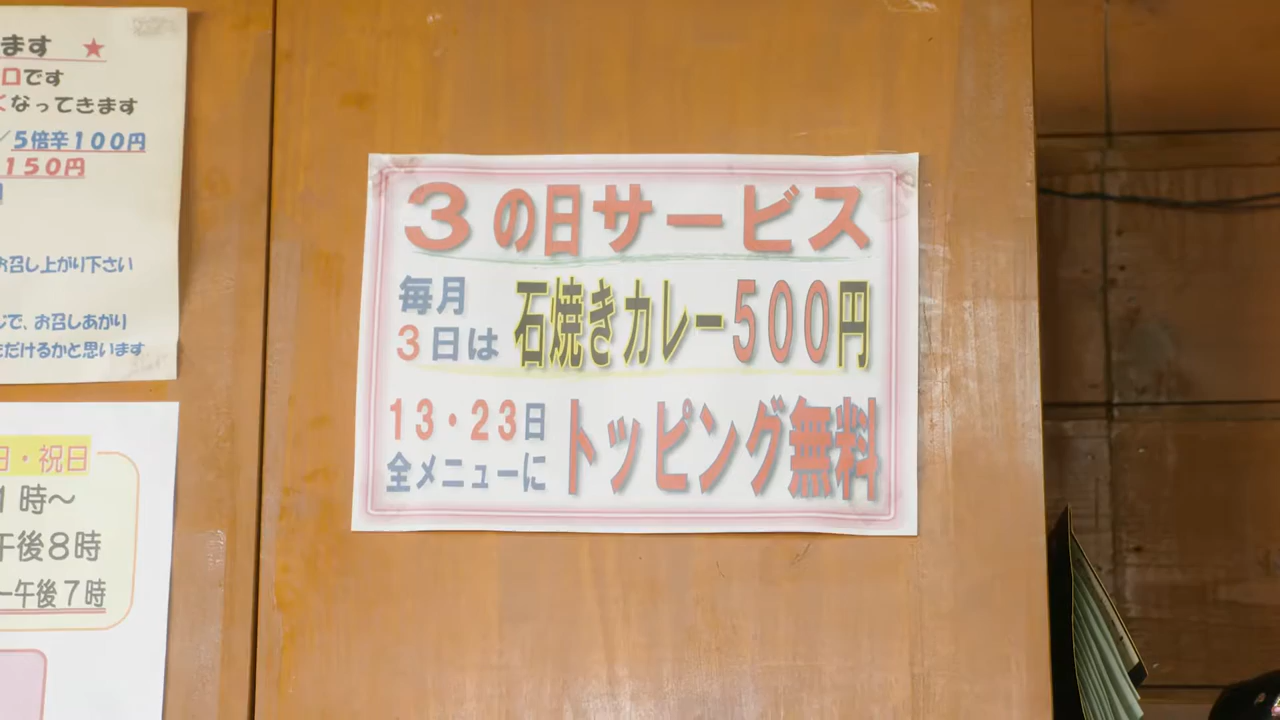 ます ★
口です
くなってきます
/5倍辛100円
150円
お召し上がり下さい
で、お召しあがり
だけるかと思います
日・祝日
1時~
午後8時
ー午後7時
3の日サービス
毎月
3日は 石焼きカレー500円
13・23日
全メニューに トッピング無料